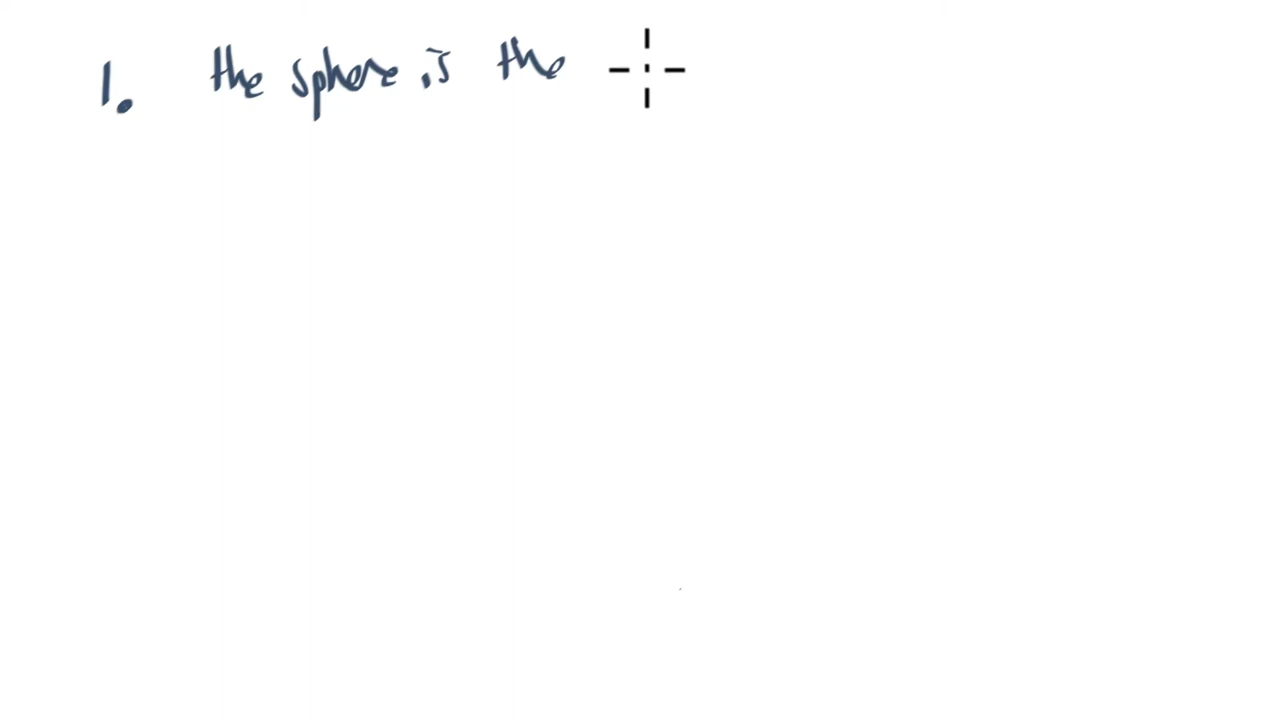 1. the sphere is the